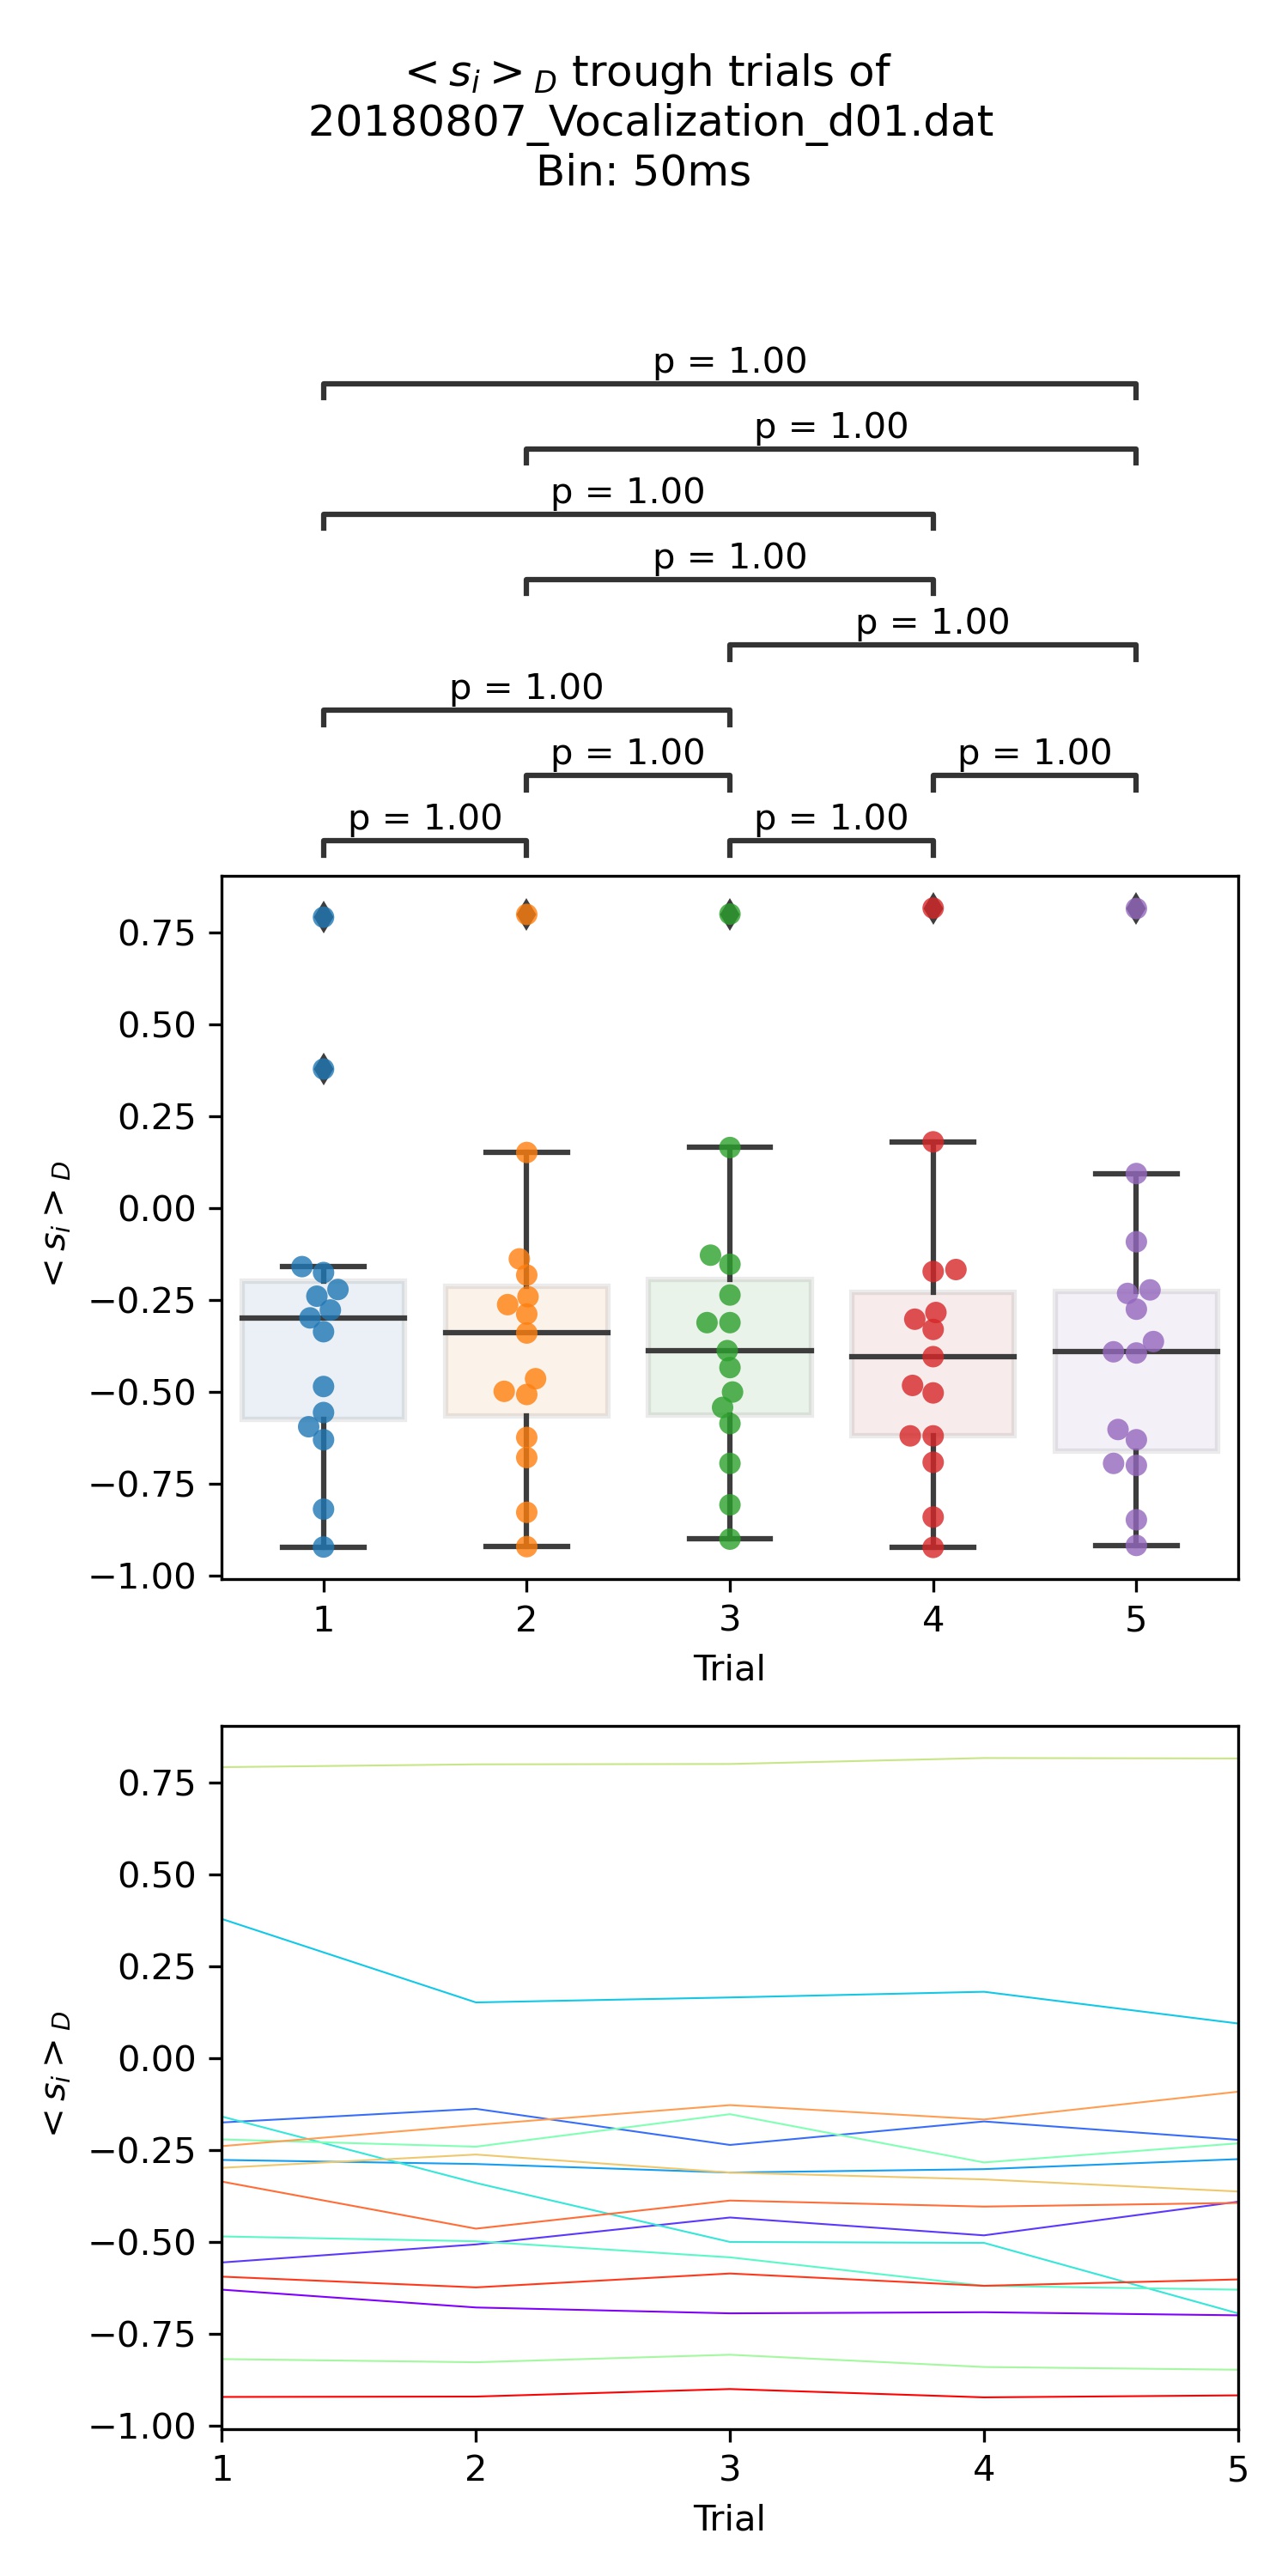 < s_i >_D trough trials of
20180807_Vocalization_d01.dat
Bin: 50ms
p = 1.00
p = 1.00
p = 1.00
p = 1.00
p = 1.00
p = 1.00
p = 1.00 p = 1.00
p = 1.00 p = 1.00
0.75
0.50
0.25
0.00
−0.25
−0.50
−0.75
−1.00
< s_i >_D
1 2 3 4 5
Trial
0.75
0.50
0.25
0.00
−0.25
−0.50
−0.75
−1.00
< s_i >_D
1 2 3 4 5
Trial